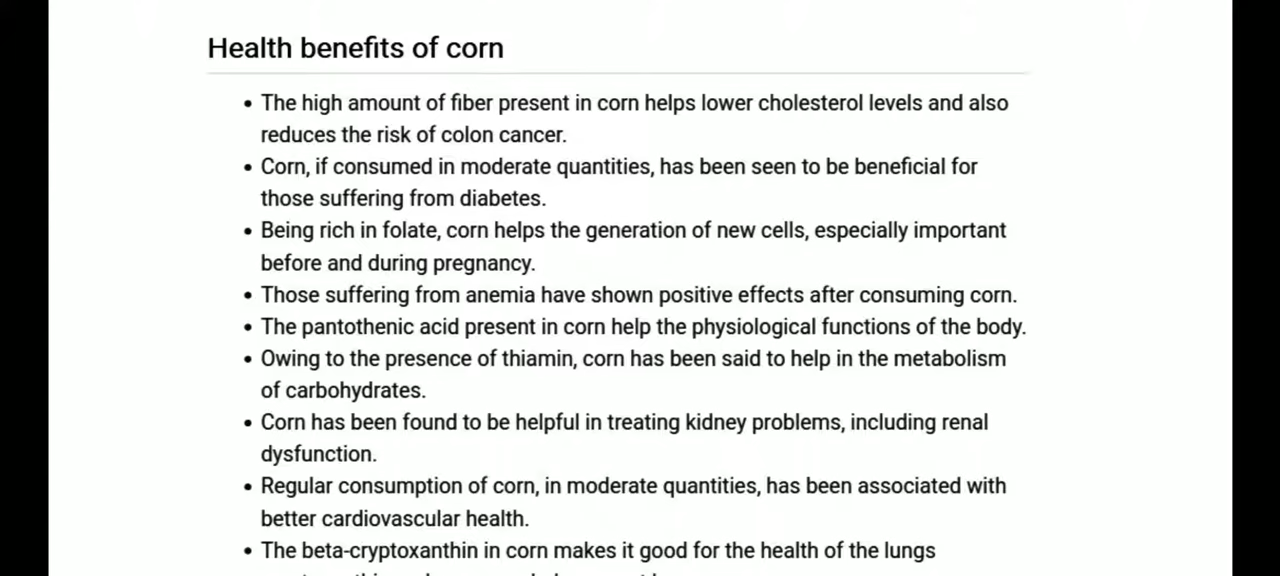 Health benefits of corn
• The high amount of fiber present in corn helps lower cholesterol levels and also
reduces the risk of colon cancer.
• Corn, if consumed in moderate quantities, has been seen to be beneficial for
those suffering from diabetes.
• Being rich in folate, corn helps the generation of new cells, especially important
before and during pregnancy.
• Those suffering from anemia have shown positive effects after consuming corn.
• The pantothenic acid present in corn help the physiological functions of the body.
• Owing to the presence of thiamin, corn has been said to help in the metabolism
of carbohydrates.
• Corn has been found to be helpful in treating kidney problems, including renal
dysfunction.
• Regular consumption of corn, in moderate quantities, has been associated with
better cardiovascular health.
• The beta-cryptoxanthin in corn makes it good for the health of the lungs